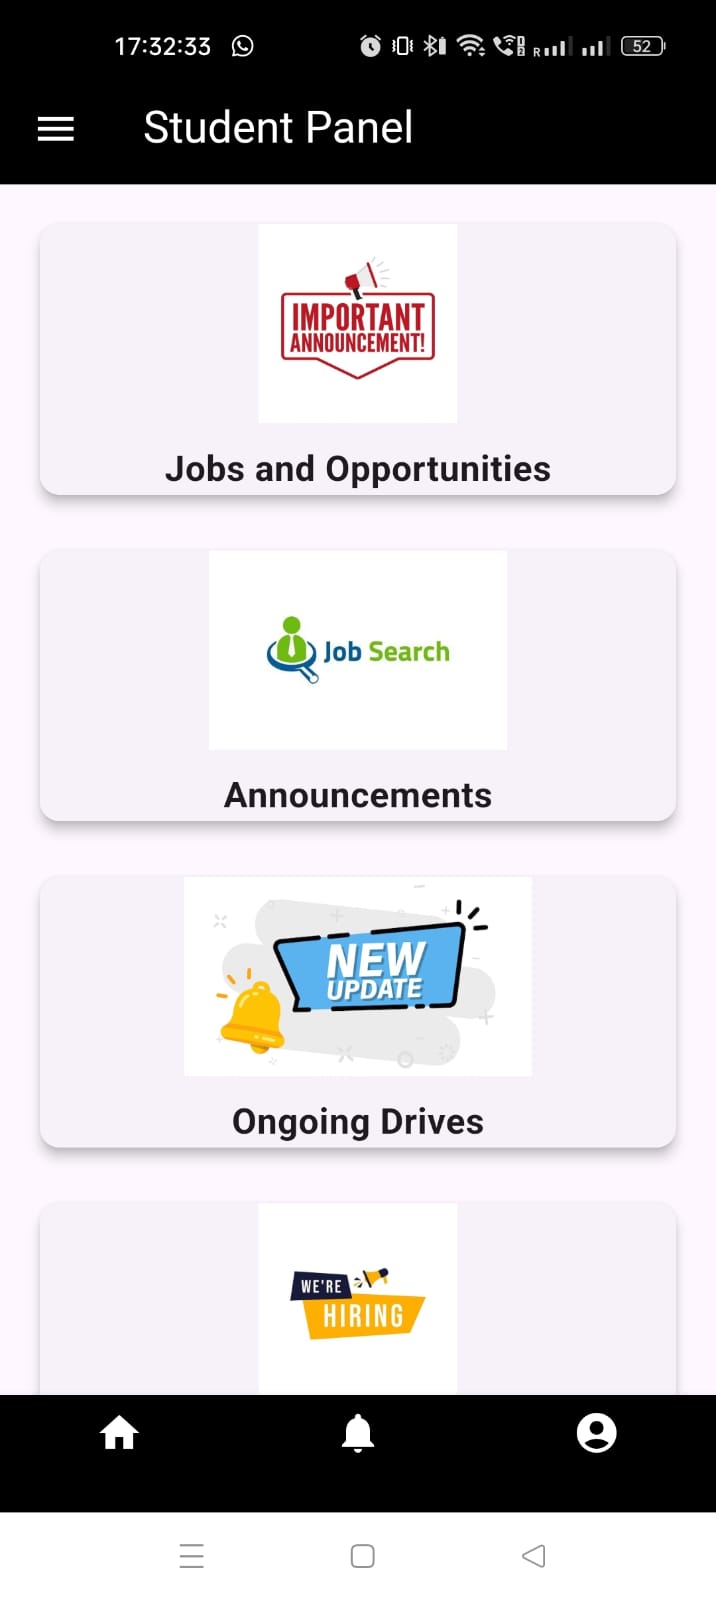 17:32:33
R
52
Student Panel
IMPORTANT
ANNOUNCEMENT!
Jobs and Opportunities
Job Search
Announcements
NEW
UPDATE
Ongoing Drives
WE'RE
HIRING